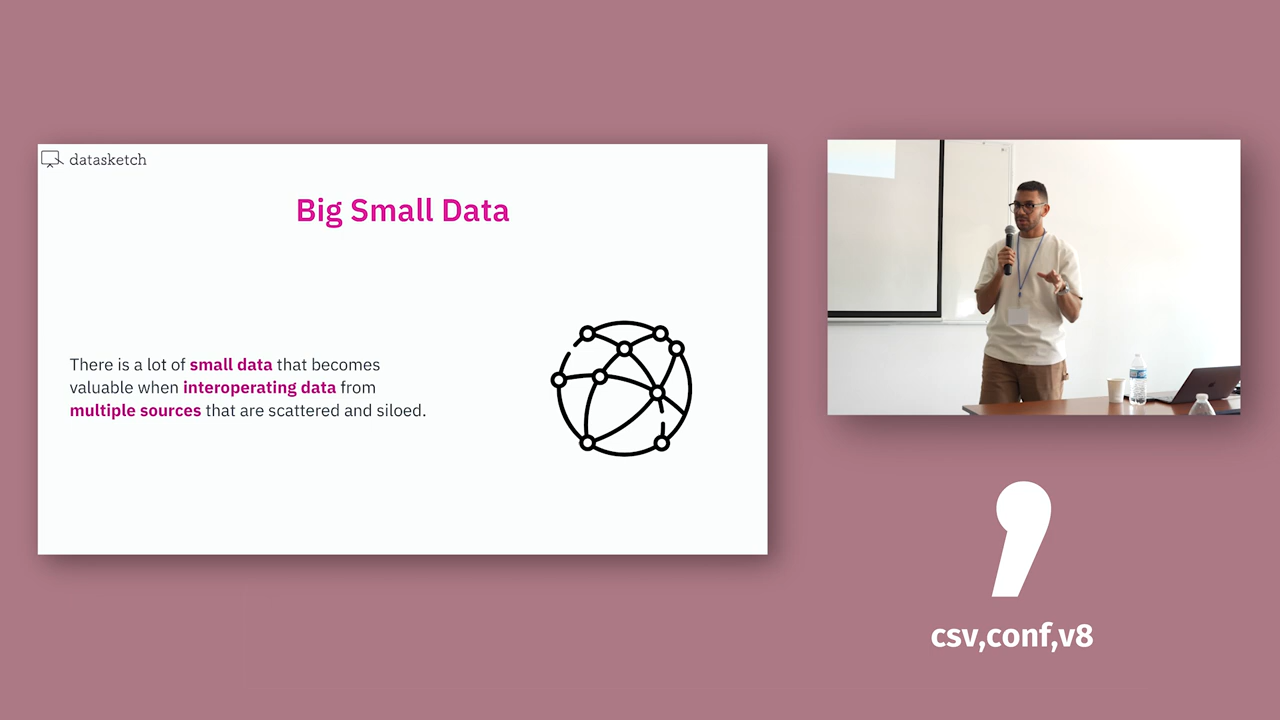 datasketch
Big Small Data
There is a lot of small data that becomes
valuable when interoperating data from
multiple sources that are scattered and siloed.
csv,conf,v8